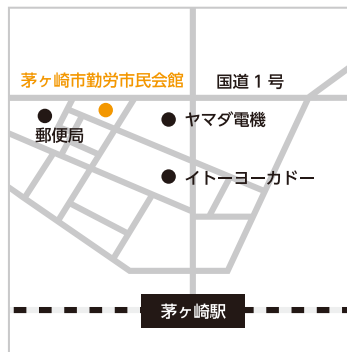 茅ヶ崎市勤労市民会館
国道1号
ヤマダ電機
郵便局
イトーヨーカドー
茅ヶ崎駅